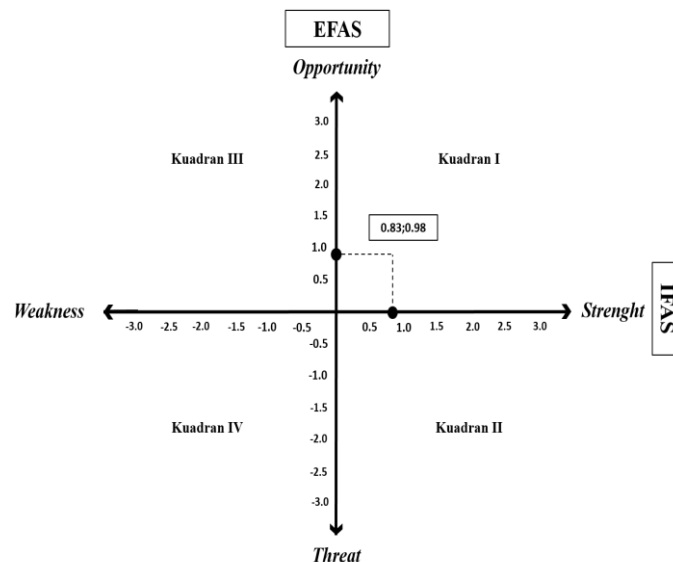 EFAS
Opportunity
3.0
Kuadran III
2.5
Kuadran I
2.0
1.5
0.83;0.98
1.0
0.5
Weakness
Strenght
IFAS
-3.0 -2.5 -2.0 -1.5 -1.0 -0.5 0.5 1.0 1.5 2.0 2.5 3.0
-0.5
-1.0
-1.5
Kuadran IV
-2.0
Kuadran II
-2.5
-3.0
Threat